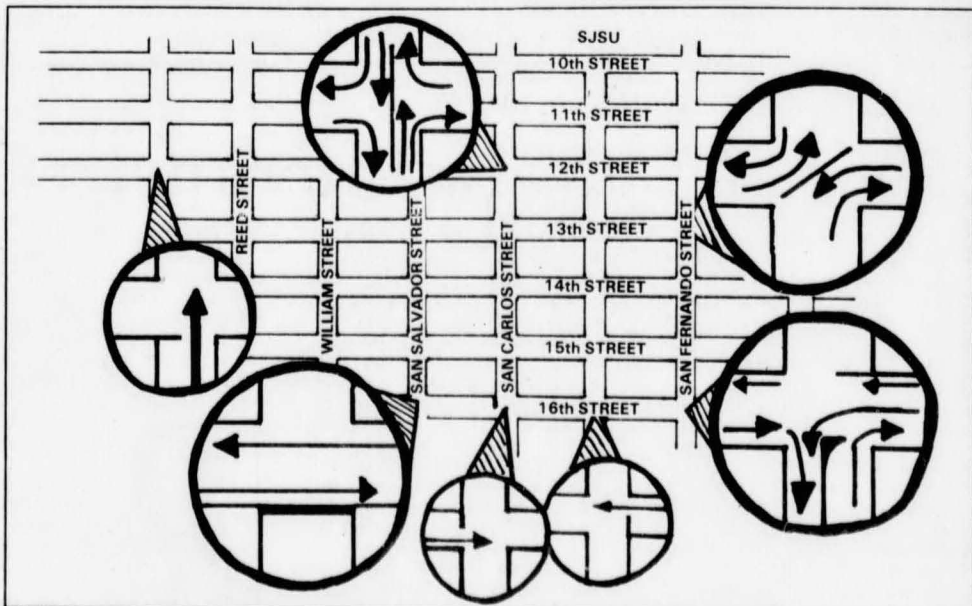 SJSU
10th STREET
11th STREET
12th STREET
13th STREET
14th STREET
15th STREET
16th STREET
REED STREET
WILLIAM STREET
SAN SALVADOR STREET
SAN CARLOS STREET
SAN FERNANDO STREET